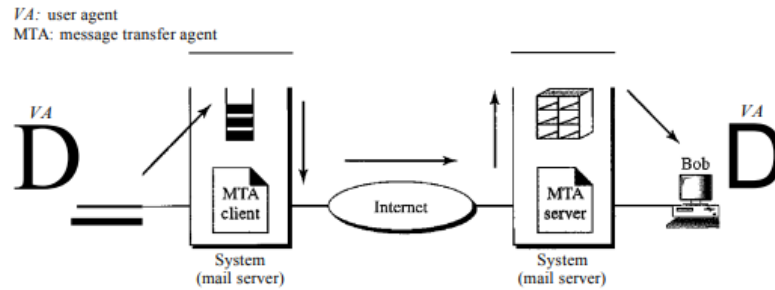 VA: user agent
MTA: message transfer agent
VA
D
MTA
client
System
(mail server)
Internet
MTA
server
System
(mail server)
Bob
VA
D